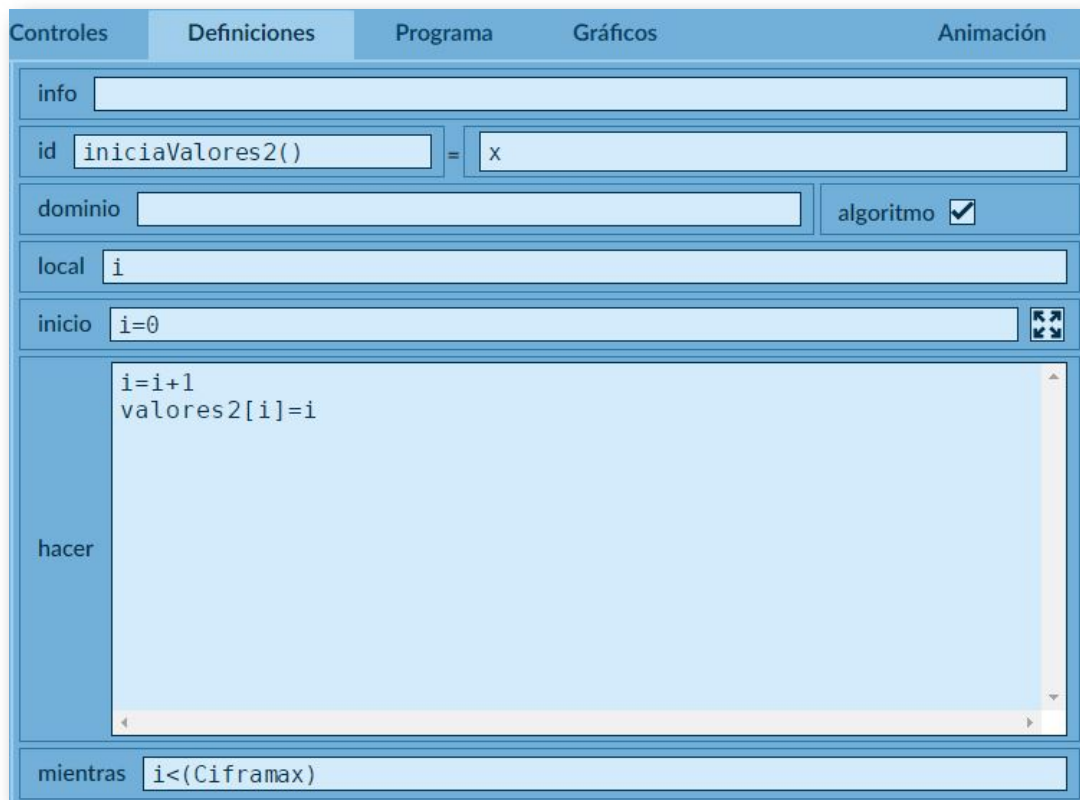 Controles Definiciones Programa Gráficos Animación
info
id iniciaValores2() = x
dominio algoritmo
local i
inicio i=0
hacer
i=i+1
valores2[i]=i
mientras i<(Ciframax)